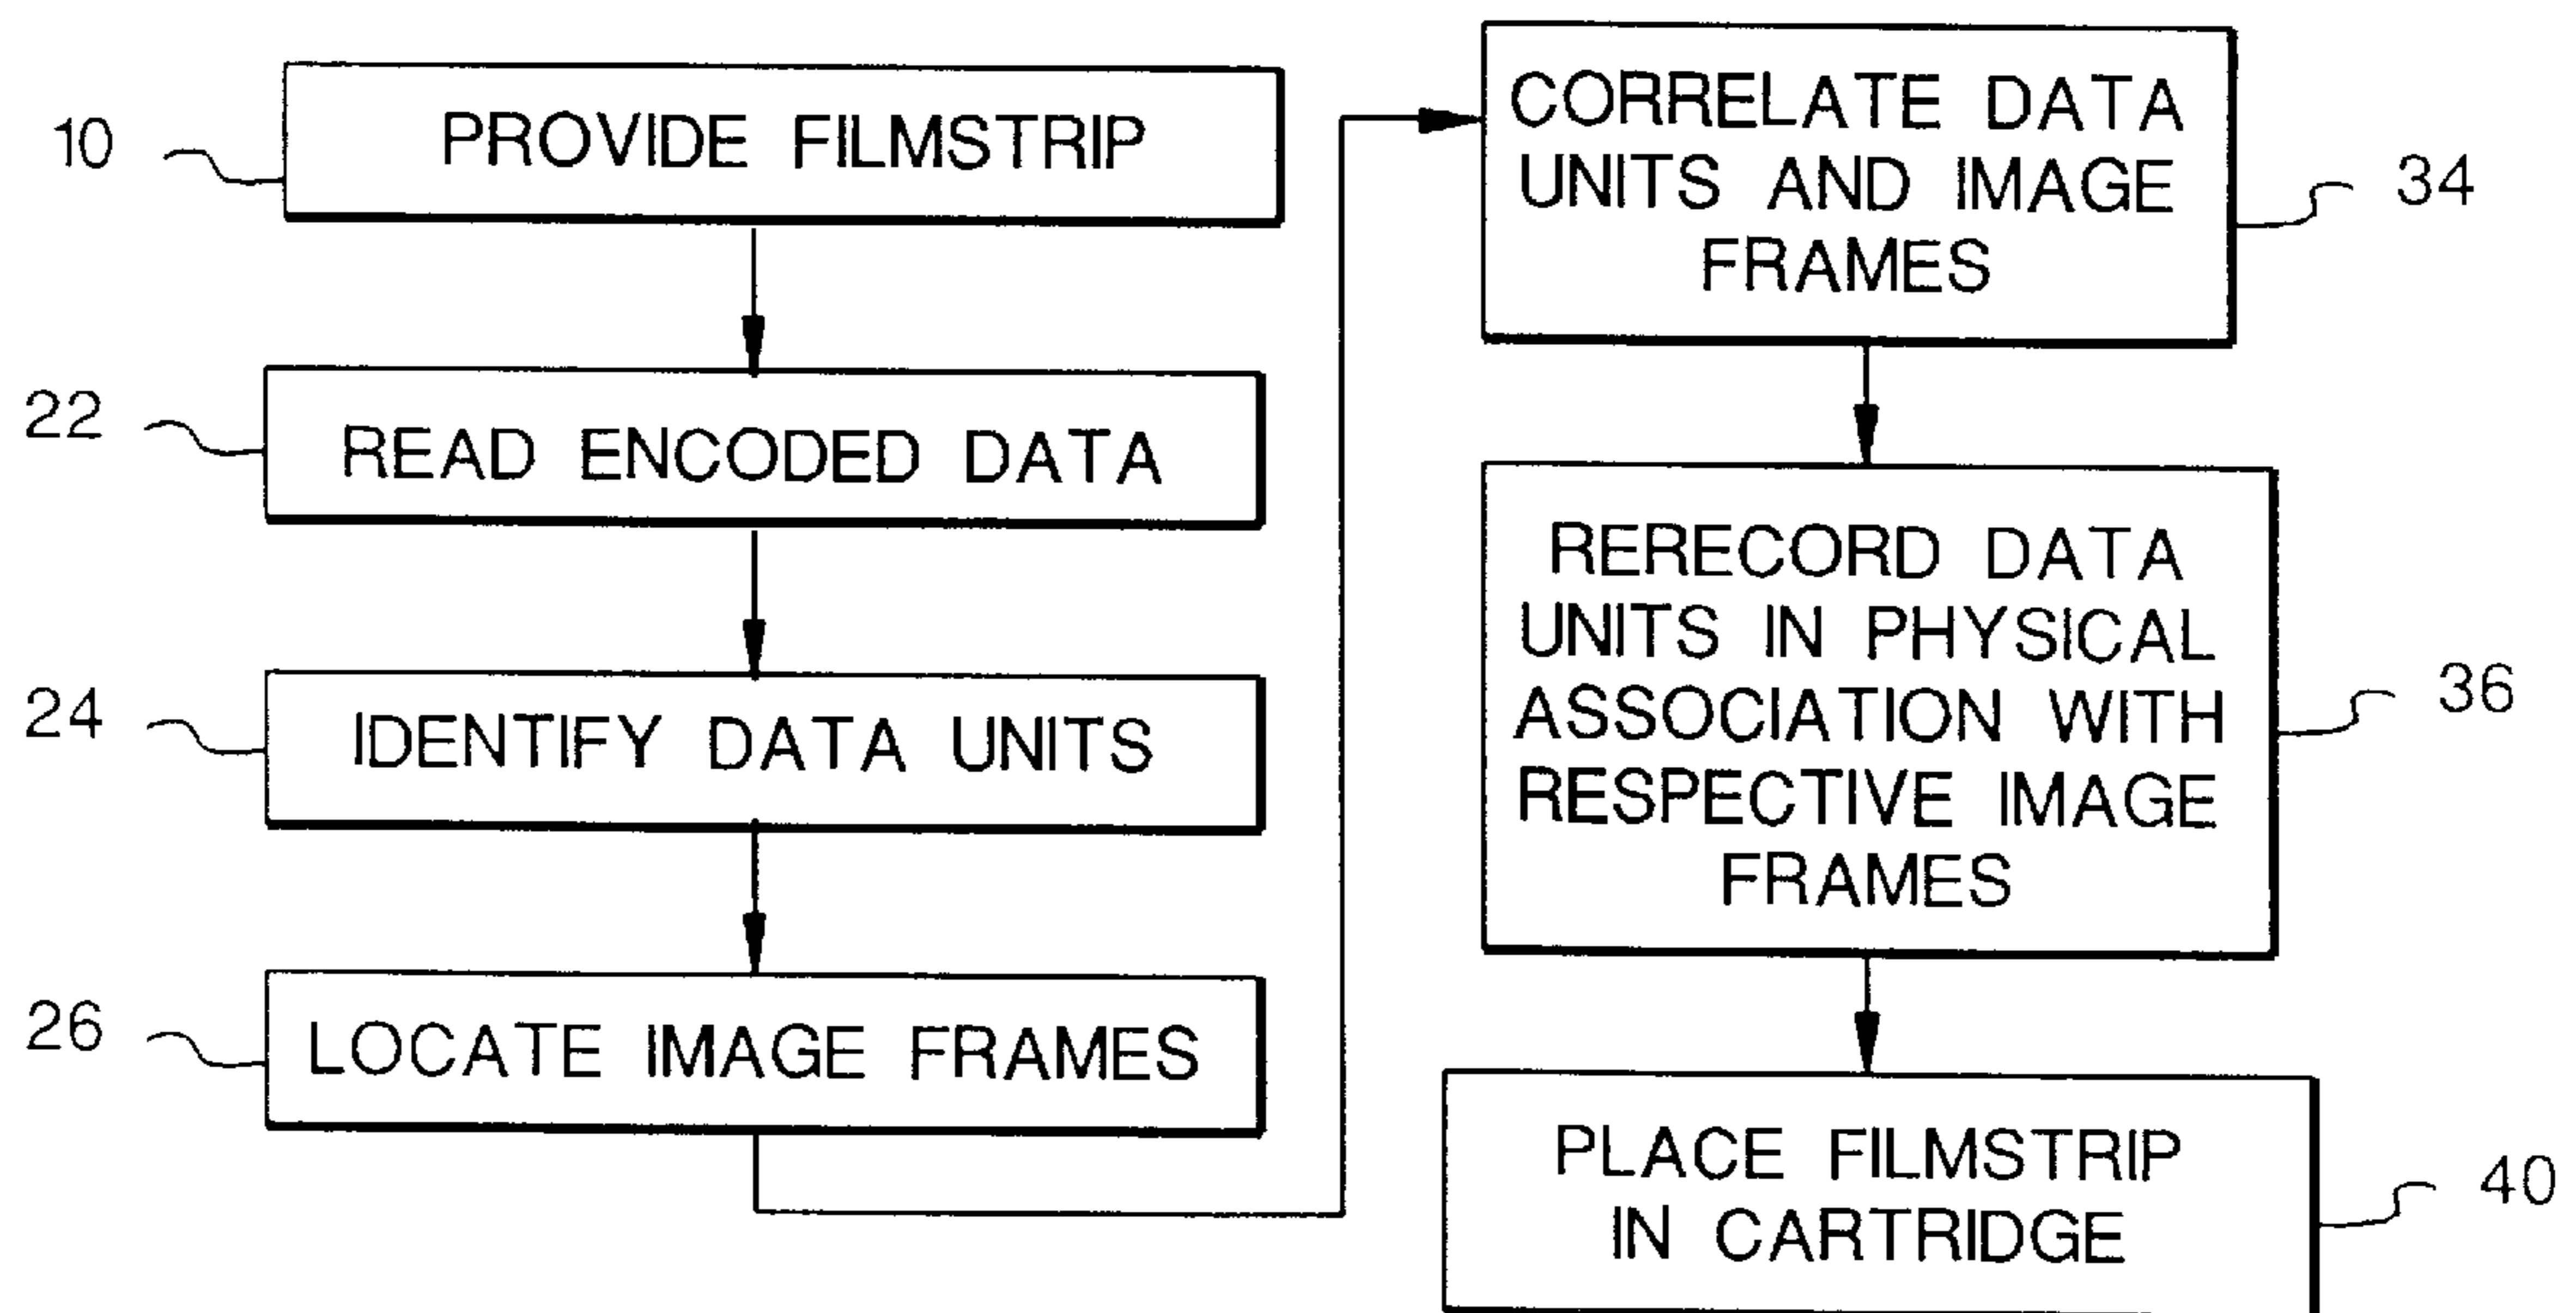 10
PROVIDE FILMSTRIP
22
READ ENCODED DATA
24
IDENTIFY DATA UNITS
26
LOCATE IMAGE FRAMES
CORRELATE DATA
UNITS AND IMAGE
FRAMES
34
RERECORD DATA
UNITS IN PHYSICAL
ASSOCIATION WITH
RESPECTIVE IMAGE
FRAMES
36
PLACE FILMSTRIP
IN CARTRIDGE
40